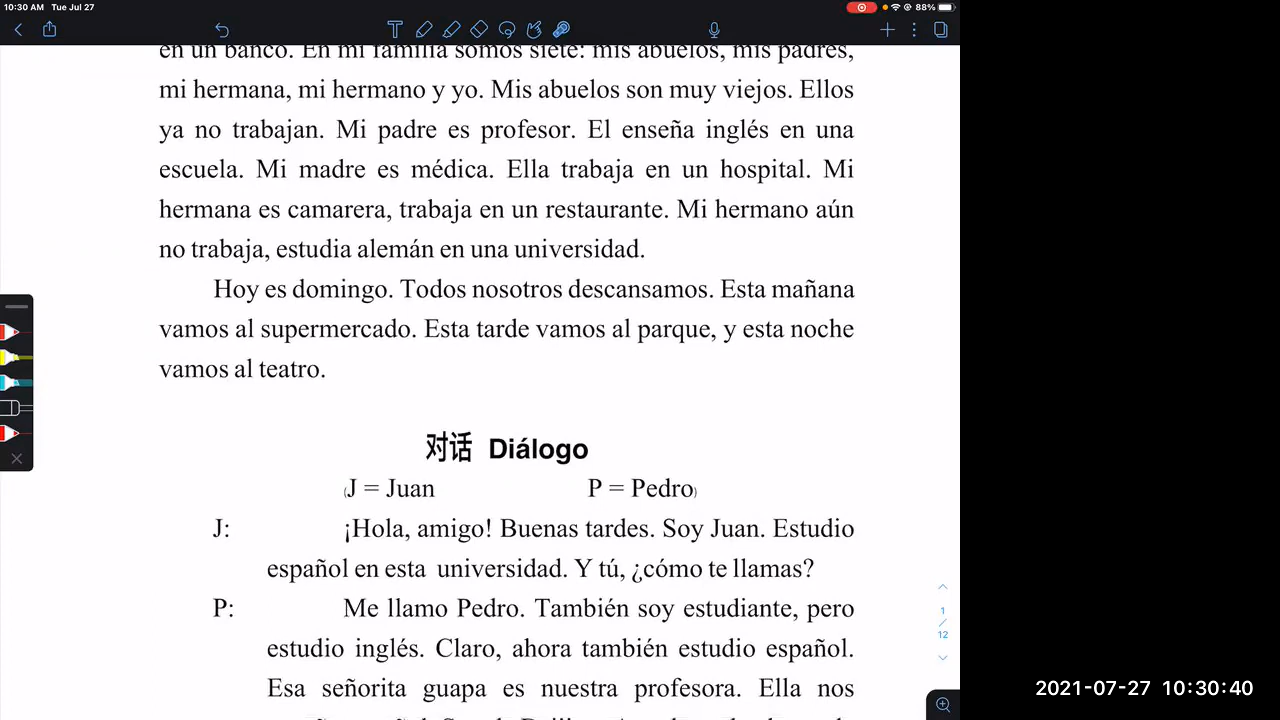 10:30 AM Tue Jul 27
88%
en un banco. En mi familia somos siete: mis abuelos, mis padres,
mi hermana, mi hermano y yo. Mis abuelos son muy viejos. Ellos
ya no trabajan. Mi padre es profesor. El enseña inglés en una
escuela. Mi madre es médica. Ella trabaja en un hospital. Mi
hermana es camarera, trabaja en un restaurante. Mi hermano aún
no trabaja, estudia alemán en una universidad.
Hoy es domingo. Todos nosotros descansamos. Esta mañana
vamos al supermercado. Esta tarde vamos al parque, y esta noche
vamos al teatro.
对话 Diálogo
(J = Juan P = Pedro)
J: ¡Hola, amigo! Buenas tardes. Soy Juan. Estudio
español en esta universidad. Y tú, ¿cómo te llamas?
P: Me llamo Pedro. También soy estudiante, pero
estudio inglés. Claro, ahora también estudio español.
Esa señorita guapa es nuestra profesora. Ella nos
1
/
12
2021-07-27 10:30:40